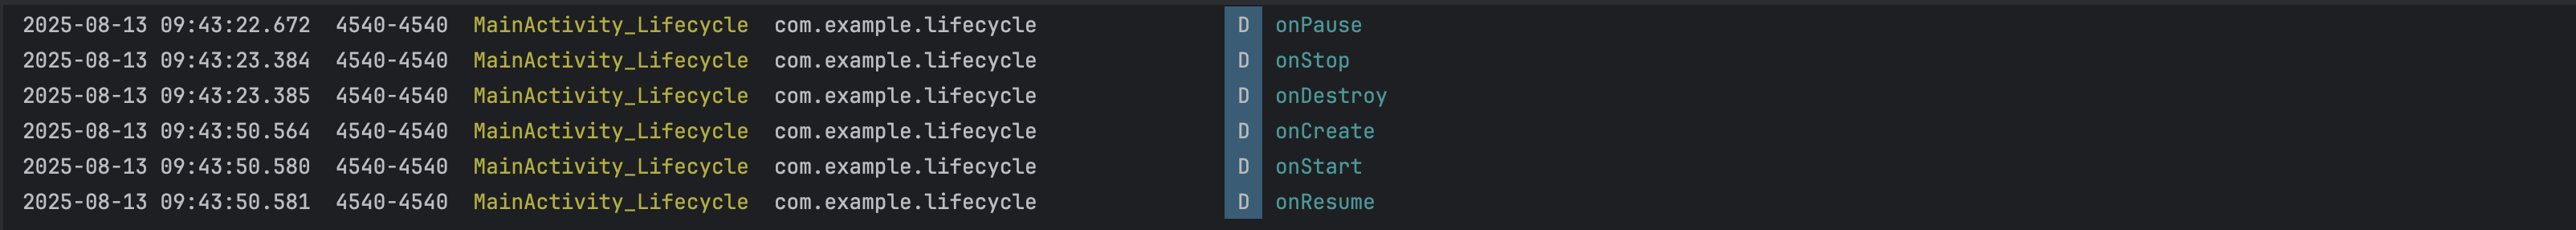 2025-08-13 09:43:22.672 4540-4540 MainActivity_Lifecycle com.example.lifecycle D onPause
2025-08-13 09:43:23.384 4540-4540 MainActivity_Lifecycle com.example.lifecycle D onStop
2025-08-13 09:43:23.385 4540-4540 MainActivity_Lifecycle com.example.lifecycle D onDestroy
2025-08-13 09:43:50.564 4540-4540 MainActivity_Lifecycle com.example.lifecycle D onCreate
2025-08-13 09:43:50.580 4540-4540 MainActivity_Lifecycle com.example.lifecycle D onStart
2025-08-13 09:43:50.581 4540-4540 MainActivity_Lifecycle com.example.lifecycle D onResume